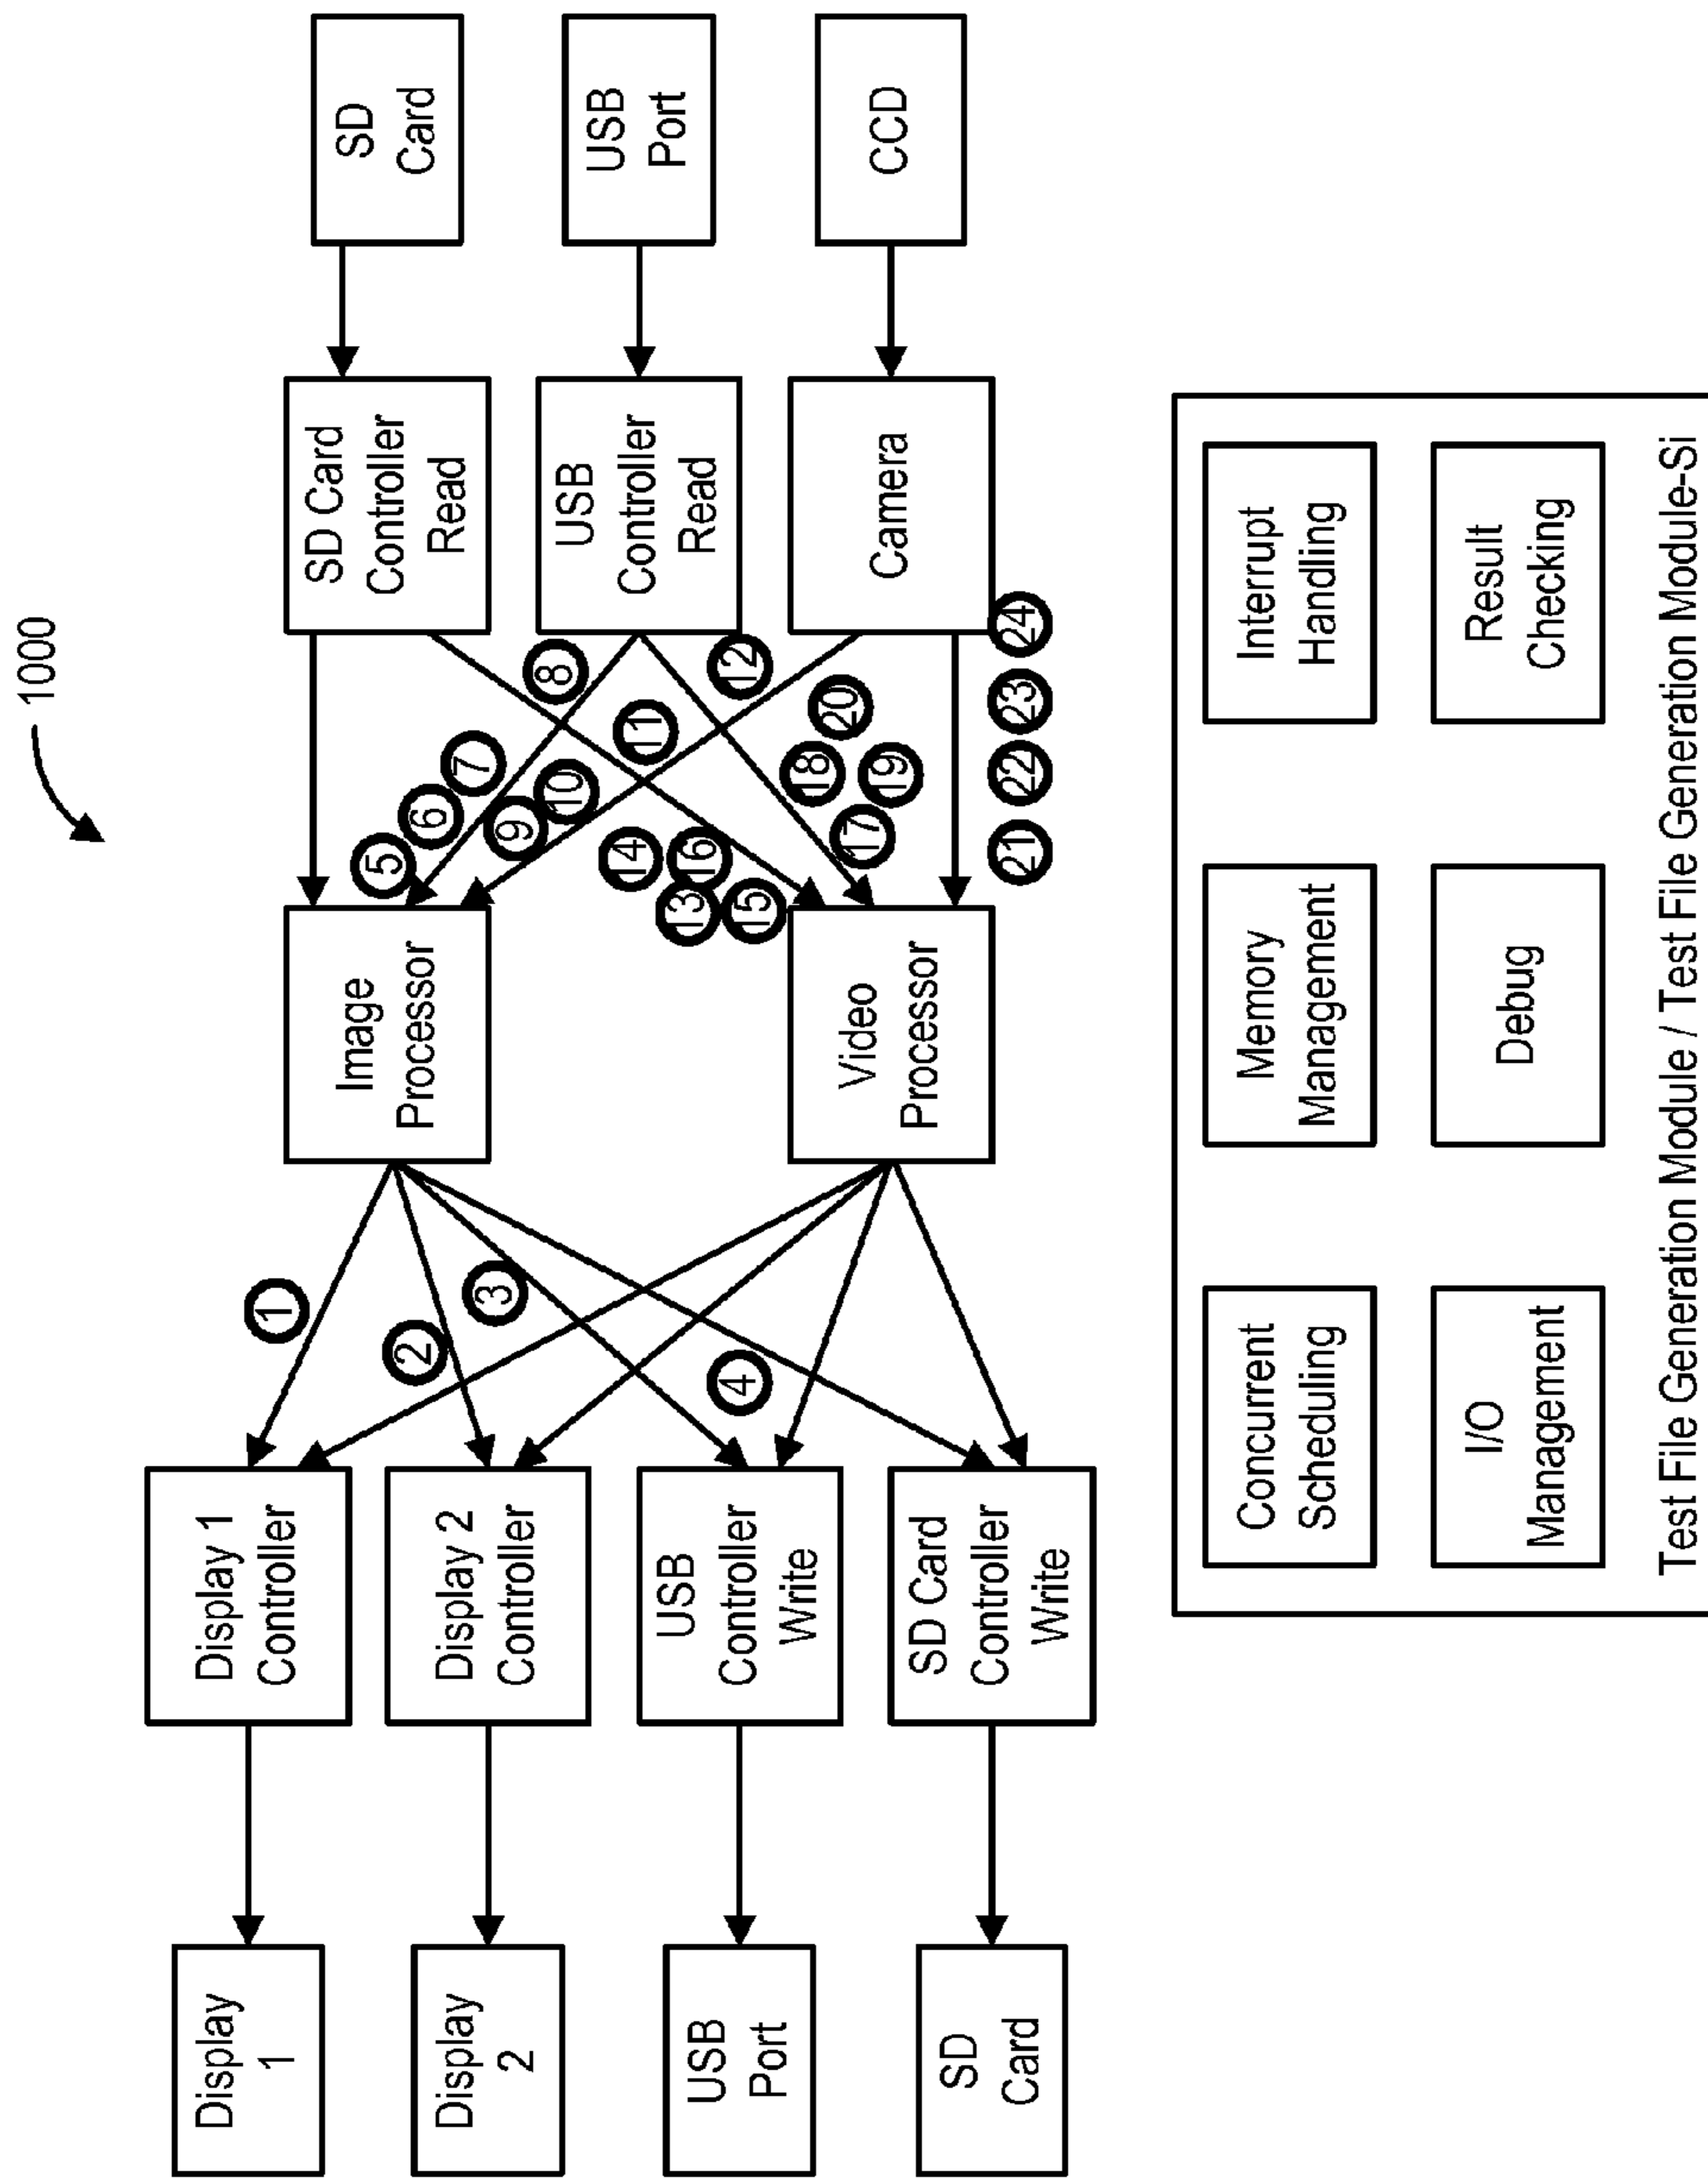 1000
Display
1
Display 1
Controller
Display
2
Display 2
Controller
USB
Port
USB
Controller
Write
SD
Card
SD Card
Controller
Write
1
2
3
4
Image
Processor
Video
Processor
5
6
7
8
9
10
11
12
14
16
13
15
18
20
17
19
21
22
23
24
SD Card
Controller
Read
SD
Card
USB
Controller
Read
USB
Port
Camera
CCD
Concurrent
Scheduling
Memory
Management
Interrupt
Handling
I/O
Management
Debug
Result
Checking
Test File Generation Module / Test File Generation Module-Si